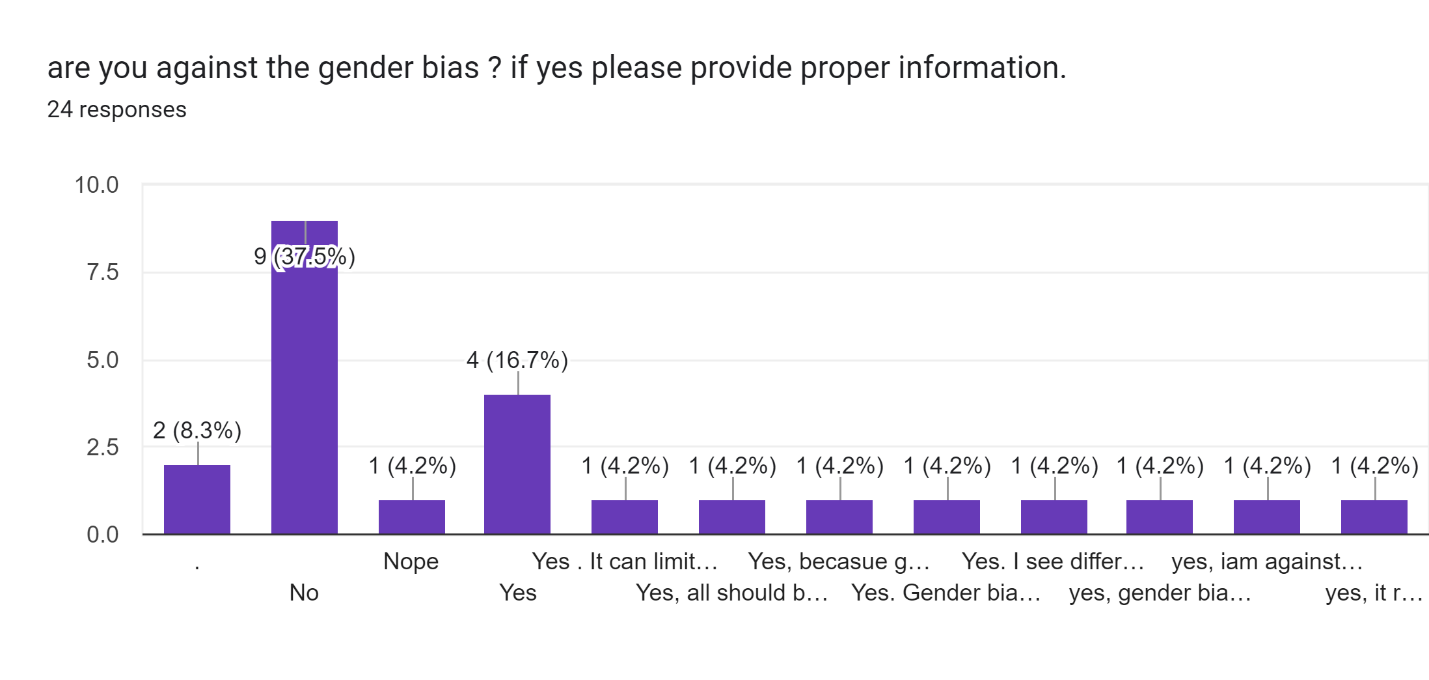 are you against the gender bias ? if yes please provide proper information.
24 responses
10.0
7.5
5.0
2.5
0.0
2 (8.3%)
9 (37.5%)
1 (4.2%)
4 (16.7%)
1 (4.2%)
1 (4.2%)
1 (4.2%)
1 (4.2%)
1 (4.2%)
1 (4.2%)
1 (4.2%)
1 (4.2%)
.
No
Nope
Yes
Yes . It can limit…
Yes, all should b…
Yes, becasue g…
Yes. Gender bia…
Yes. I see differ…
yes, gender bia…
yes, iam against…
yes, it r…